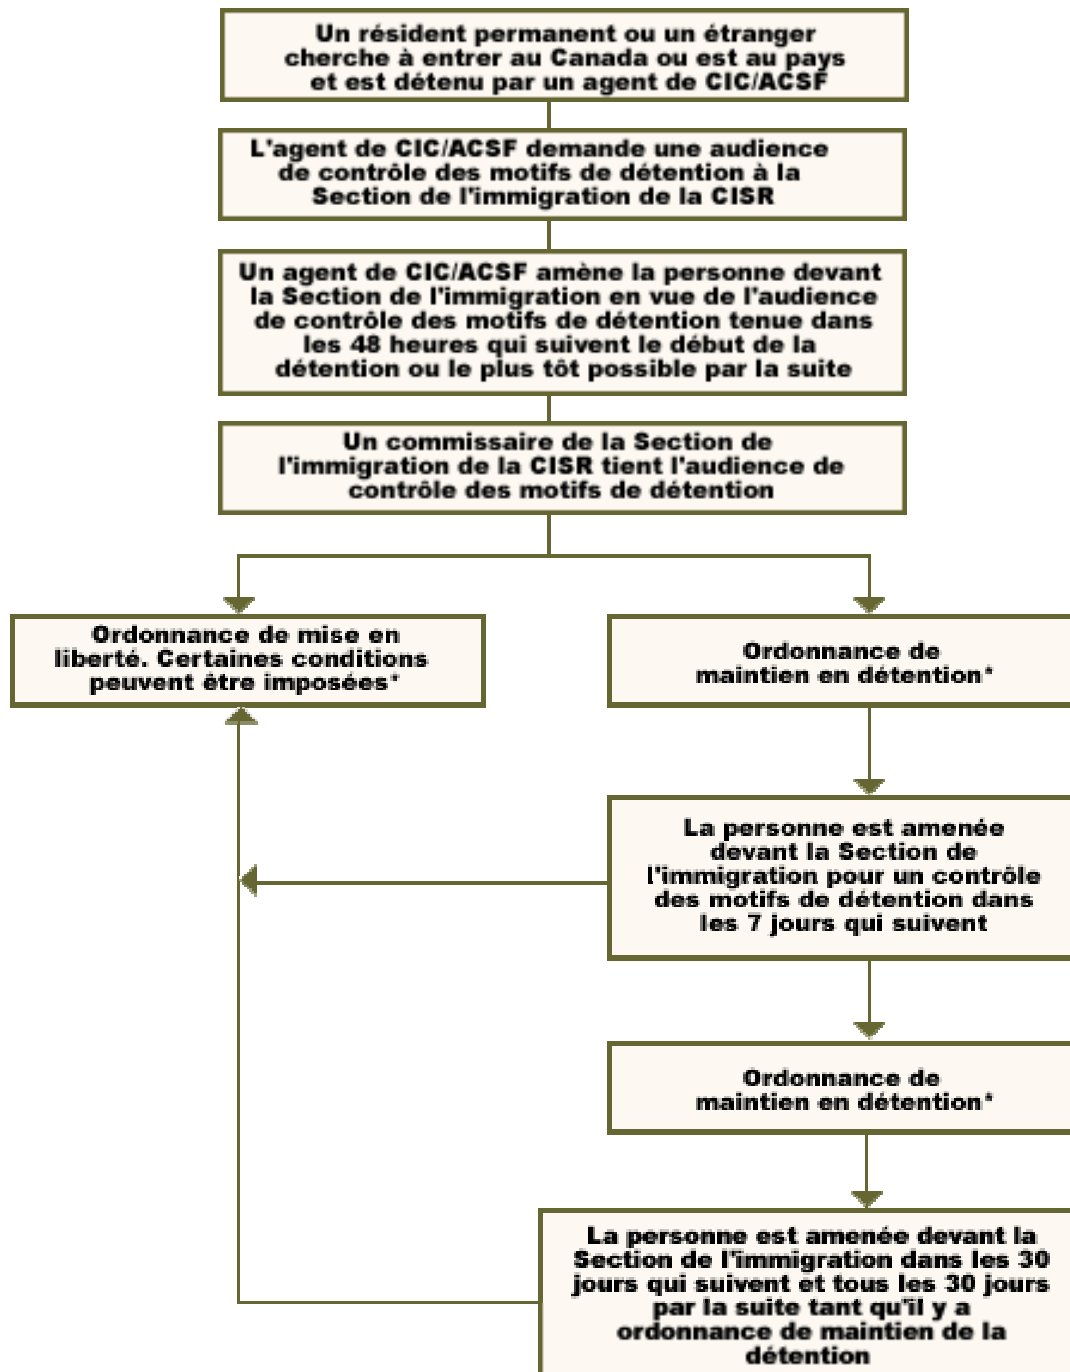 Un résident permanent ou un étranger
cherche à entrer au Canada ou est au pays
et est détenu par un agent de CIC/ACSF
L'agent de CIC/ACSF demande une audience
de contrôle des motifs de détention à la
Section de l'immigration de la CISR
Un agent de CIC/ACSF amène la personne devant
la Section de l'immigration en vue de l'audience
de contrôle des motifs de détention tenue dans
les 48 heures qui suivent le début de la
détention ou le plus tôt possible par la suite
Un commissaire de la Section de
l'immigration de la CISR tient l'audience de
contrôle des motifs de détention
Ordonnance de mise en
liberté. Certaines conditions
peuvent être imposées*
Ordonnance de
maintien en détention*
La personne est amenée
devant la Section de
l'immigration pour un contrôle
des motifs de détention dans
les 7 jours qui suivent
Ordonnance de
maintien en détention*
La personne est amenée devant la
Section de l'immigration dans les 30
jours qui suivent et tous les 30 jours
par la suite tant qu'il y a
ordonnance de maintien de la
détention